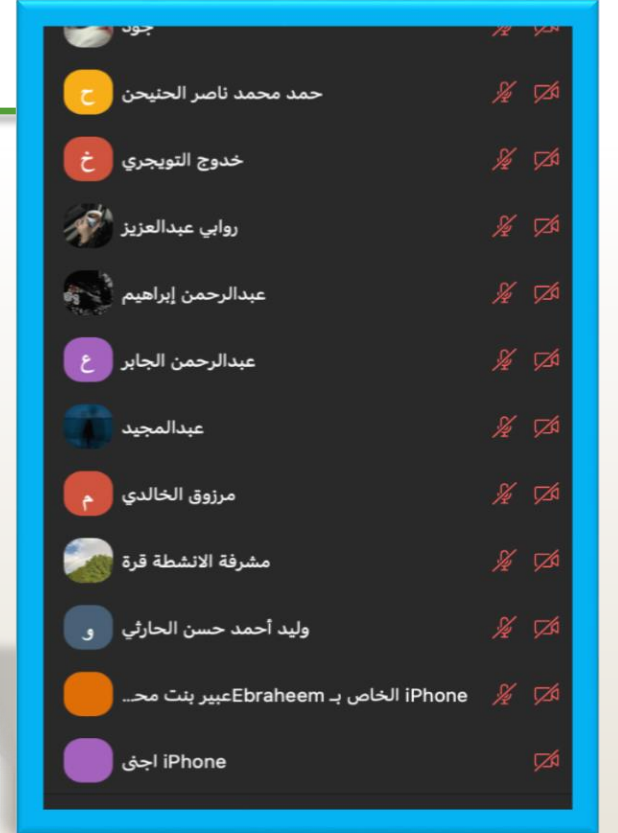 جود
ح حمد محمد ناصر الحنيحن
خ خدوج التويجري
روابي عبدالعزيز
عبدالرحمن إبراهيم
ع عبدالرحمن الجابر
عبدالمجيد
م مرزوق الخالدي
مشرفة الانشطة قرة
و وليد أحمد حسن الحارثي
iPhone الخاص بـ Ebraheemعبير بنت محـ...
iPhone اجنى